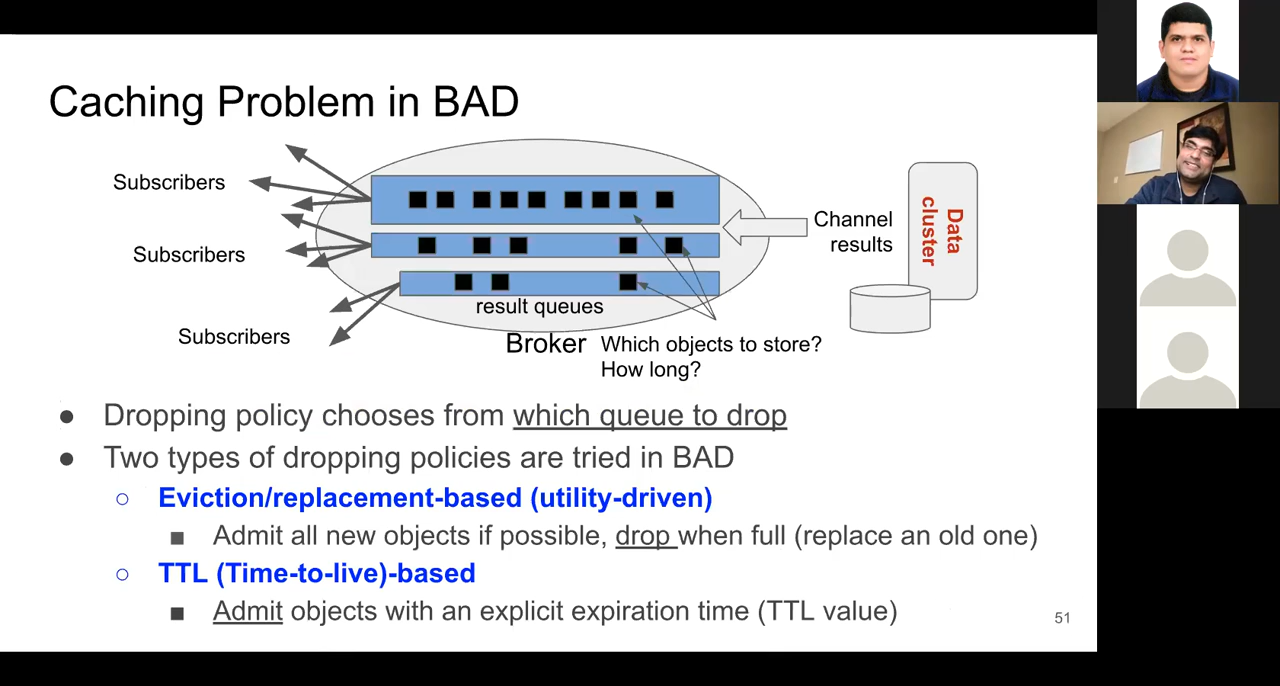 Caching Problem in BAD
Subscribers
Subscribers
Subscribers
result queues
Broker
Which objects to store?
How long?
Channel
results
Data
cluster
● Dropping policy chooses from which queue to drop
● Two types of dropping policies are tried in BAD
○ Eviction/replacement-based (utility-driven)
■ Admit all new objects if possible, drop when full (replace an old one)
○ TTL (Time-to-live)-based
■ Admit objects with an explicit expiration time (TTL value)
51